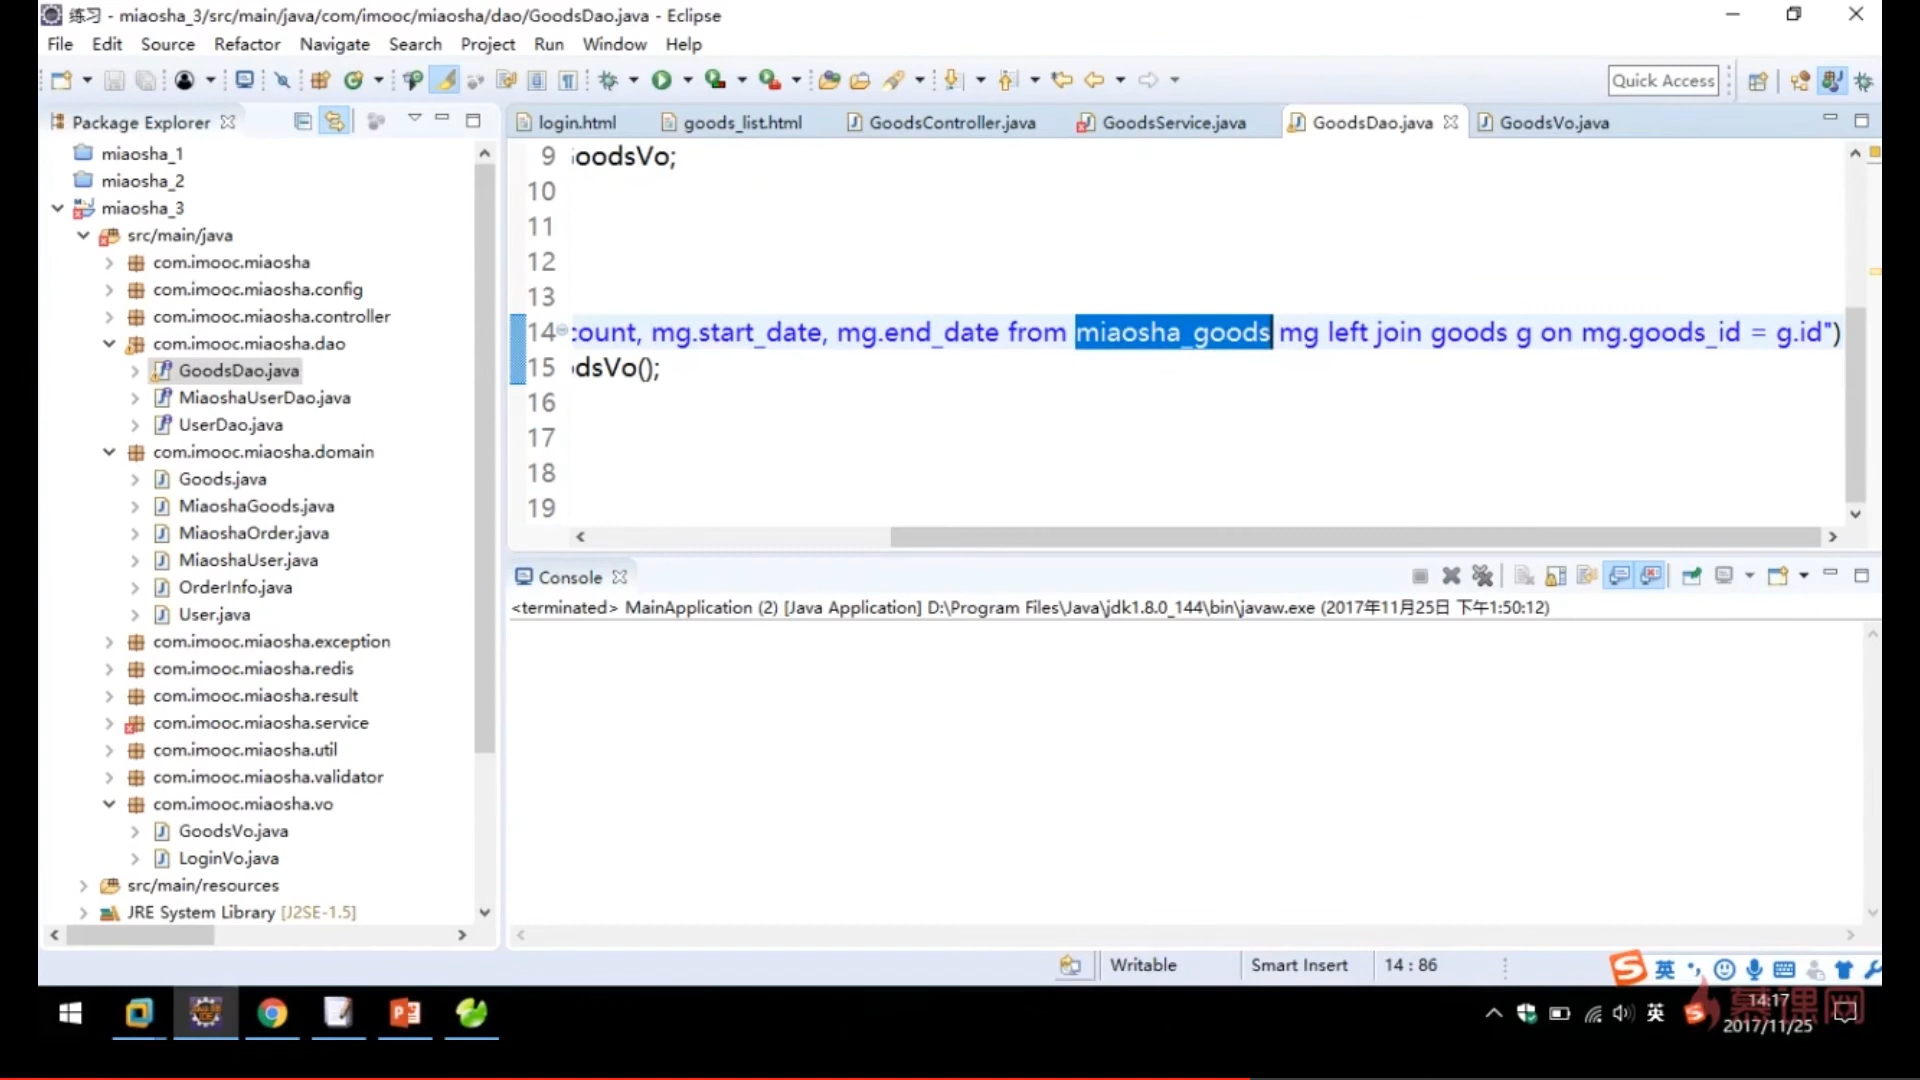 练习 - miaosha_3/src/main/java/com/imooc/miaosha/dao/GoodsDao.java - Eclipse
File Edit Source Refactor Navigate Search Project Run Window Help
Quick Access
Package Explorer
miaosha_1
miaosha_2
miaosha_3
src/main/java
com.imooc.miaosha
com.imooc.miaosha.config
com.imooc.miaosha.controller
com.imooc.miaosha.dao
GoodsDao.java
MiaoshaUserDao.java
UserDao.java
com.imooc.miaosha.domain
Goods.java
MiaoshaGoods.java
MiaoshaOrder.java
MiaoshaUser.java
OrderInfo.java
User.java
com.imooc.miaosha.exception
com.imooc.miaosha.redis
com.imooc.miaosha.result
com.imooc.miaosha.service
com.imooc.miaosha.util
com.imooc.miaosha.validator
com.imooc.miaosha.vo
GoodsVo.java
LoginVo.java
src/main/resources
JRE System Library [J2SE-1.5]
login.html goods_list.html GoodsController.java GoodsService.java GoodsDao.java GoodsVo.java
9 GoodsVo;
10
11
12
13
14 count, mg.start_date, mg.end_date from miaosha_goods mg left join goods g on mg.goods_id = g.id")
15 dsVo();
16
17
18
19
Console
<terminated> MainApplication (2) [Java Application] D:\Program Files\Java\jdk1.8.0_144\bin\javaw.exe (2017年11月25日 下午1:50:12)
Writable Smart Insert 14 : 86
英
英
慕课网
14:17
2017/11/25